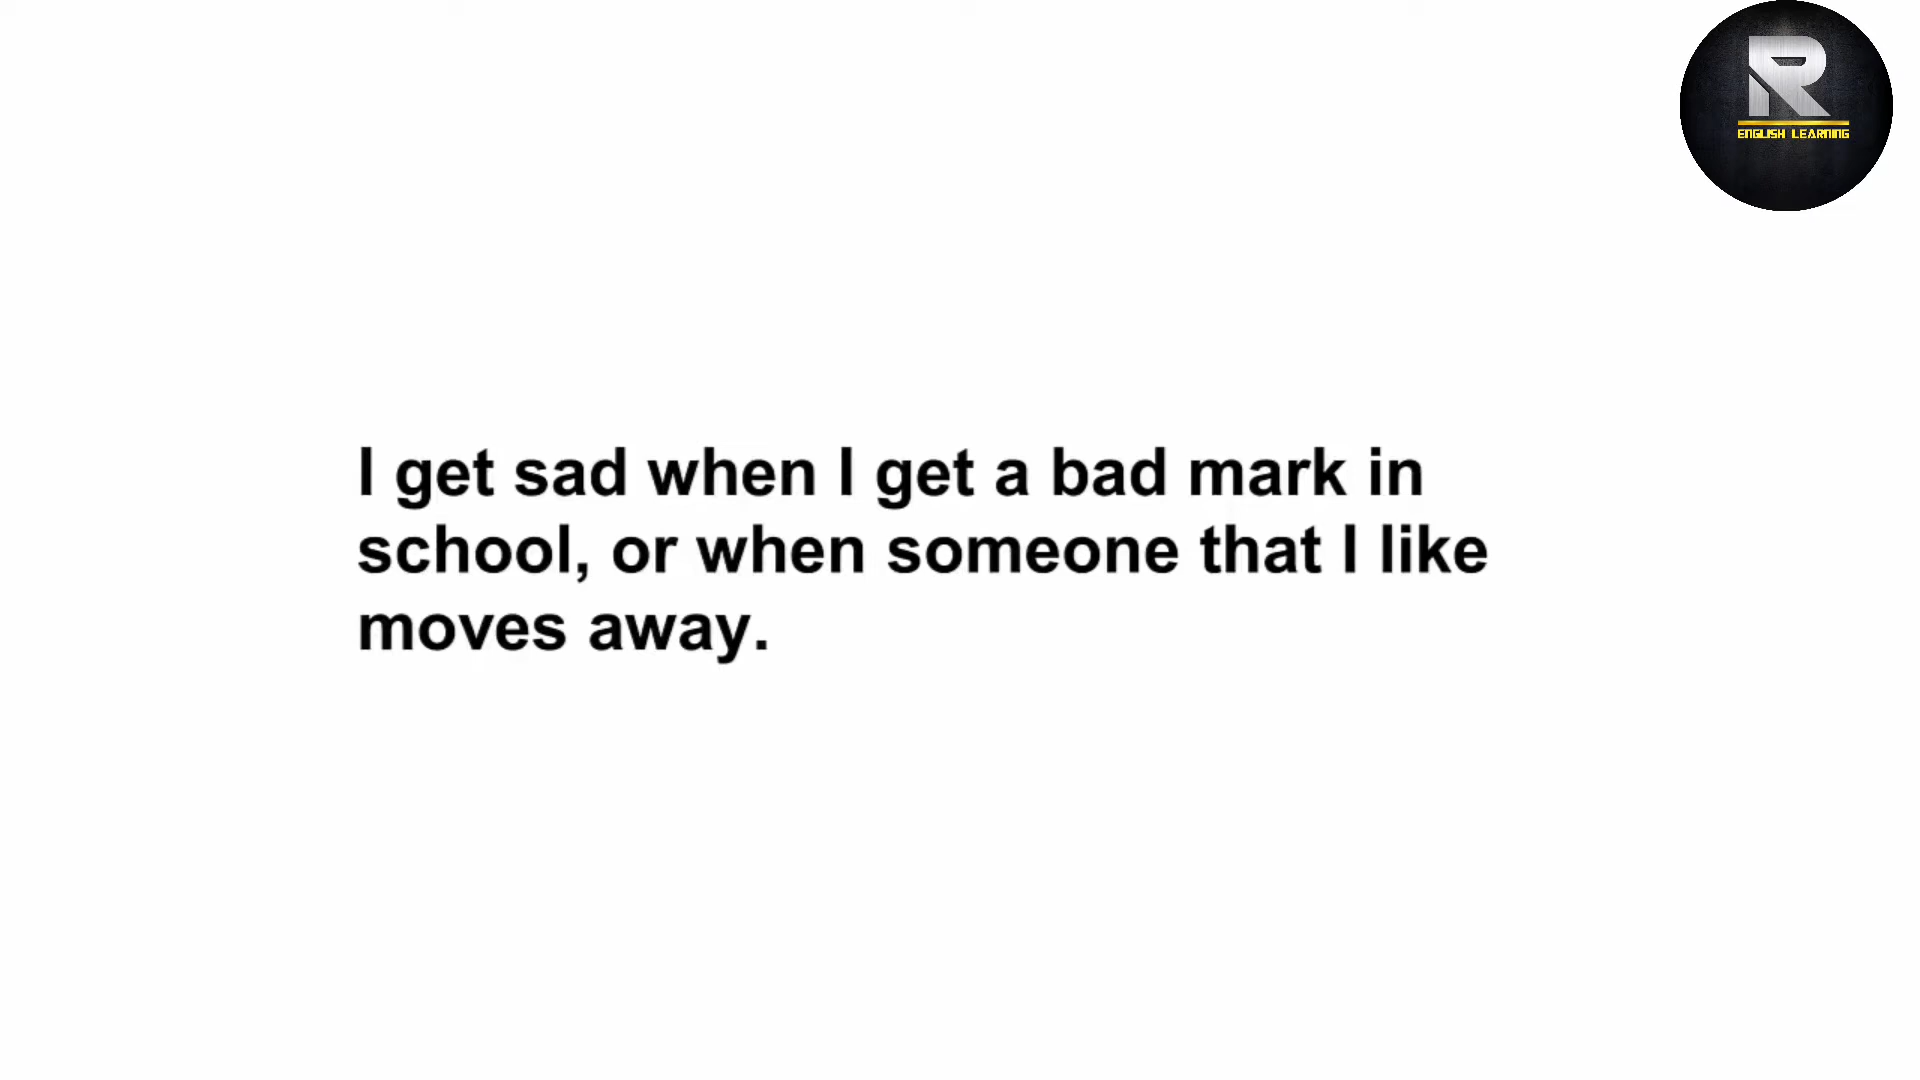 R
ENGLISH LEARNING
I get sad when I get a bad mark in
school, or when someone that I like
moves away.